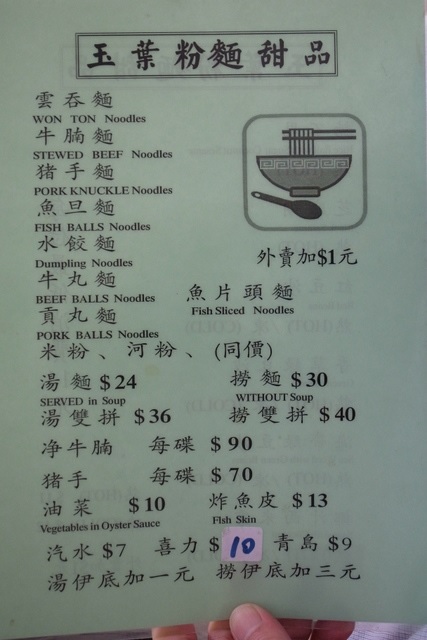 玉葉粉麵甜品
雲吞麵
WON TON Noodles
牛腩麵
STEWED BEEF Noodles
猪手麵
PORK KNUCKLE Noodles
魚旦麵
FISH BALLS Noodles
水餃麵
Dumpling Noodles
外賣加$1元
牛丸麵
BEEF BALLS Noodles
魚片頭麵
Fish Sliced Noodles
貢丸麵
PORK BALLS Noodles
米粉、河粉、(同價)
湯麵 $24 撈麵 $30
SERVED in Soup WITHOUT Soup
湯雙拼 $36 撈雙拼 $40
净牛腩 每碟 $90
猪手 每碟 $70
油菜 $10 炸魚皮 $13
Vegetables in Oyster Sauce Fish Skin
汽水 $7 喜力 $10 青島 $9
湯伊底加一元 撈伊底加三元